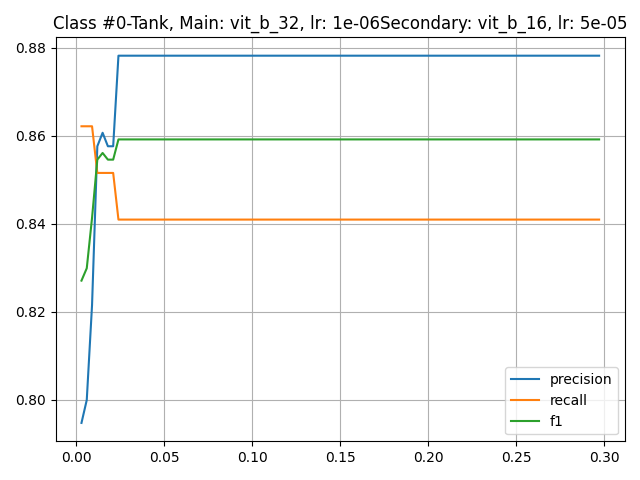 Class #0-Tank, Main: vit_b_32, lr: 1e-06Secondary: vit_b_16, lr: 5e-05
0.88
0.86
0.84
0.82
0.80
precision
recall
f1
0.00 0.05 0.10 0.15 0.20 0.25 0.30